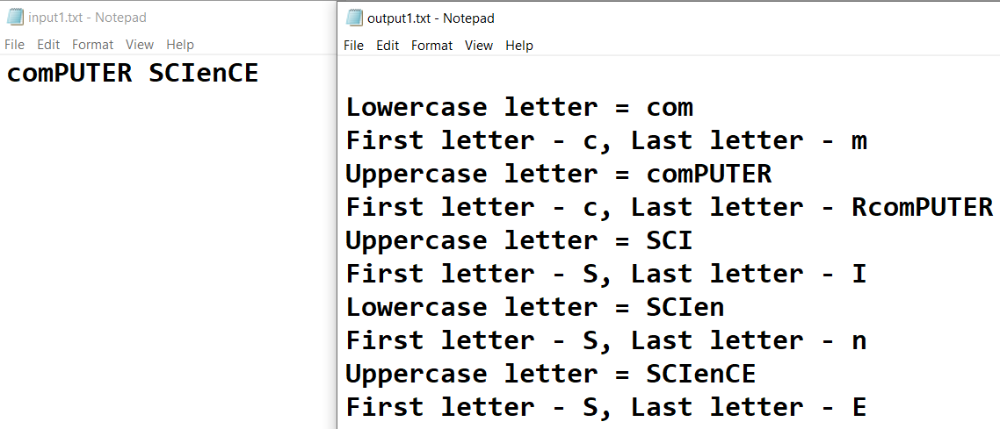 input1.txt - Notepad
File Edit Format View Help
comPUTER SCIenCE
output1.txt - Notepad
File Edit Format View Help
Lowercase letter = com
First letter - c, Last letter - m
Uppercase letter = comPUTER
First letter - c, Last letter - RcomPUTER
Uppercase letter = SCI
First letter - S, Last letter - I
Lowercase letter = SCIen
First letter - S, Last letter - n
Uppercase letter = SCIenCE
First letter - S, Last letter - E